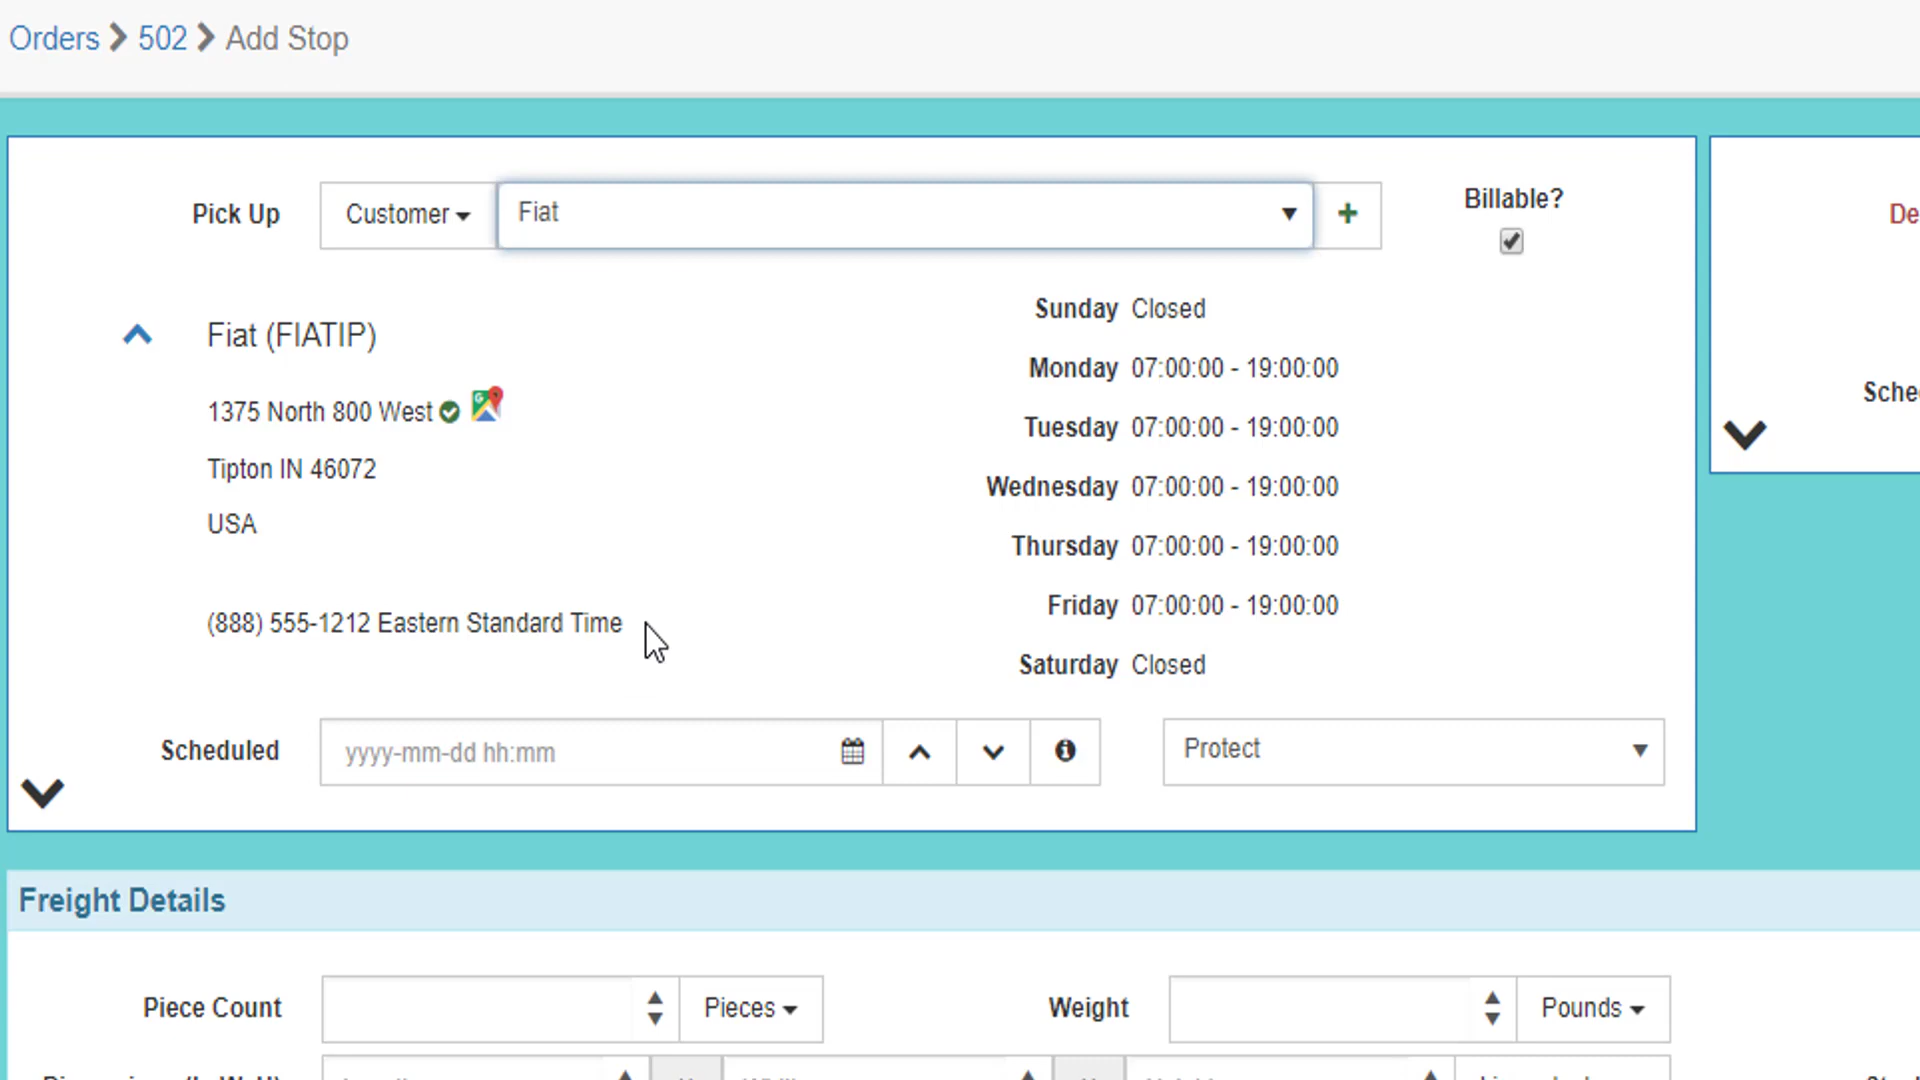 Orders 502 Add Stop
Pick Up Customer Fiat Billable?
De
Fiat (FIATIP)
1375 North 800 West
Tipton IN 46072
USA
(888) 555-1212 Eastern Standard Time
Sunday Closed
Monday 07:00:00 - 19:00:00
Tuesday 07:00:00 - 19:00:00
Wednesday 07:00:00 - 19:00:00
Thursday 07:00:00 - 19:00:00
Friday 07:00:00 - 19:00:00
Saturday Closed
Sche
Scheduled yyyy-mm-dd hh:mm Protect
Freight Details
Piece Count Pieces Weight Pounds